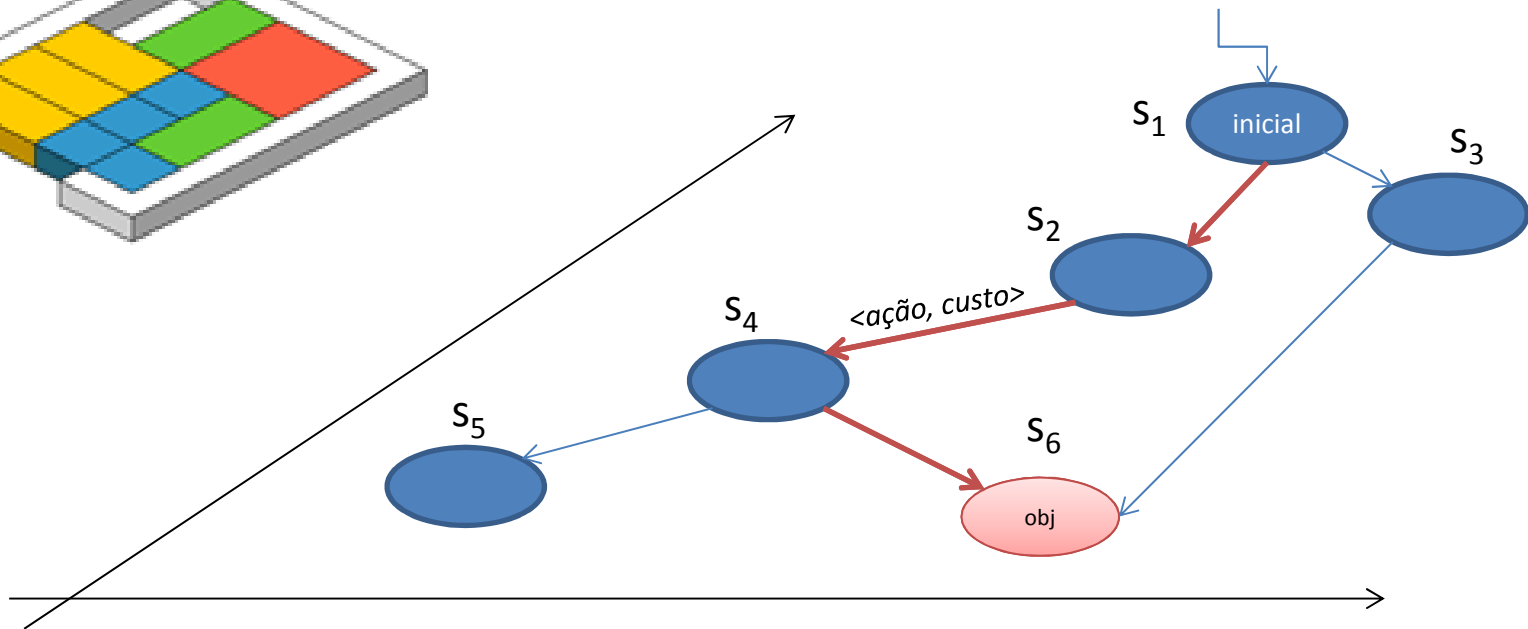 s₁
inicial
s₃
s₂
<ação, custo>
s₄
s₅
s₆
obj